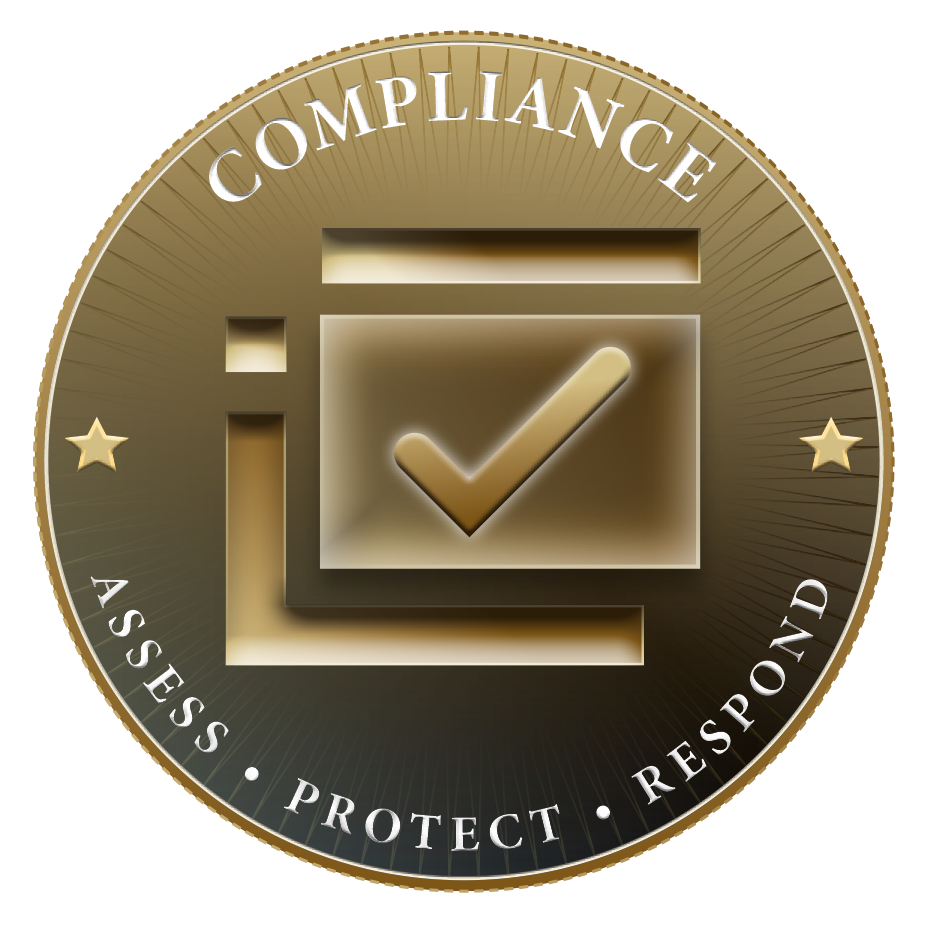 COMPLIANCE
ASSESS • PROTECT • RESPOND